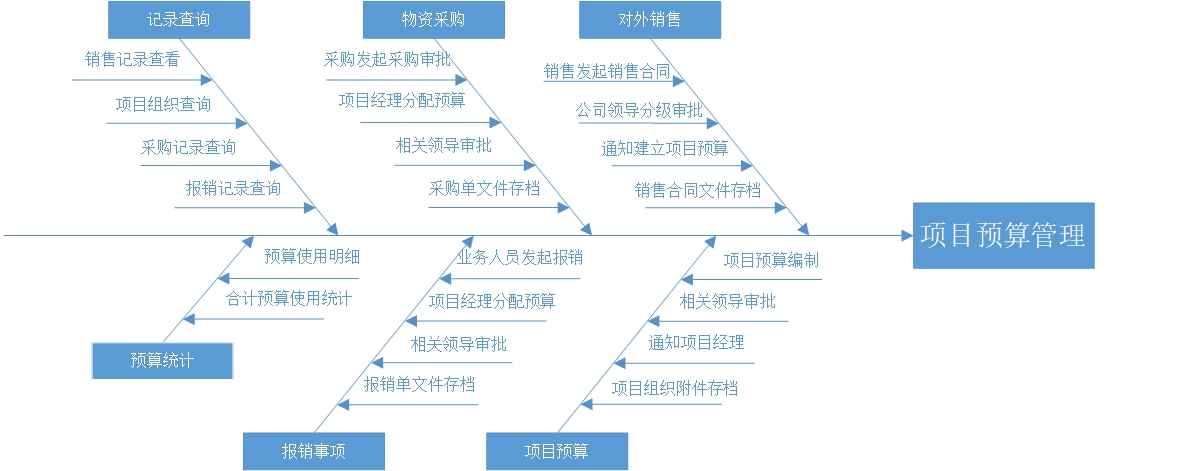 记录查询
物资采购
对外销售
销售记录查看
项目组织查询
采购记录查询
报销记录查询
采购发起采购审批
项目经理分配预算
相关领导审批
采购单文件存档
销售发起销售合同
公司领导分级审批
通知建立项目预算
销售合同文件存档
项目预算管理
预算使用明细
合计预算使用统计
预算统计
业务人员发起报销
项目经理分配预算
相关领导审批
报销单文件存档
报销事项
项目预算编制
相关领导审批
通知项目经理
项目组织附件存档
项目预算